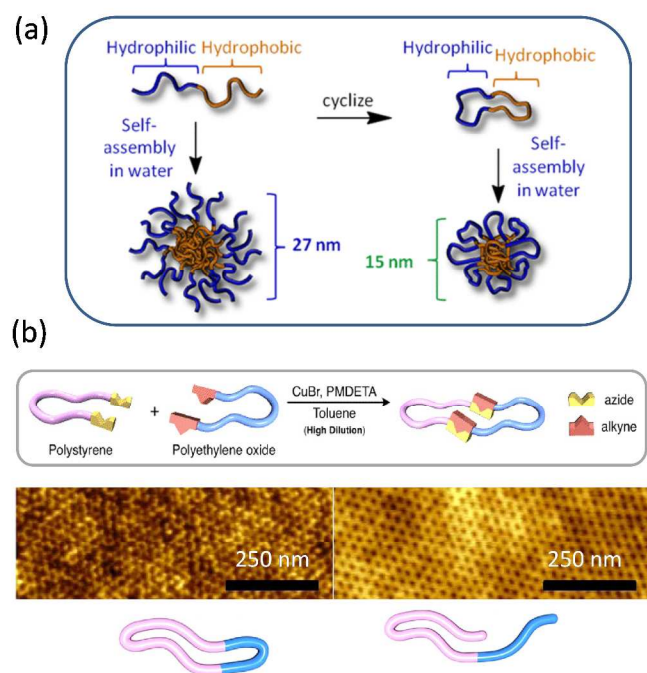 (a)
Hydrophilic Hydrophobic
cyclize
Hydrophilic
Hydrophobic
Self-
assembly
in water
Self-
assembly
in water
27 nm
15 nm
(b)
CuBr, PMDETA
Toluene
(High Dilution)
+
Polystyrene
Polyethylene oxide
azide
alkyne
250 nm
250 nm